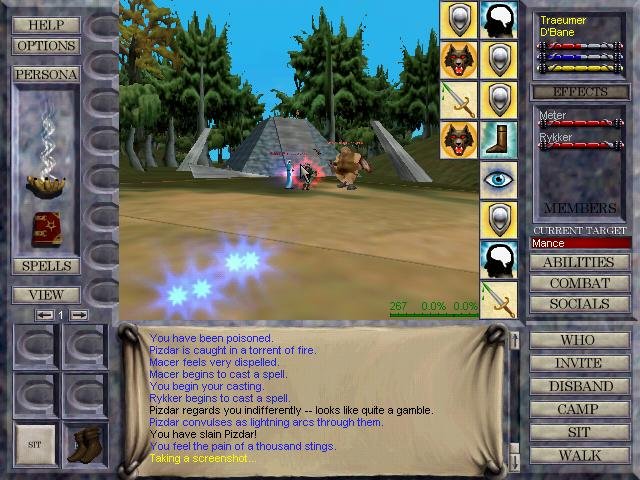 HELP
OPTIONS
PERSONA
SPELLS
VIEW
1
SIT
267 0.0% 0.0%
You have been poisoned.
Pizdar is caught in a torrent of fire.
Macer feels very dispelled.
Macer begins to cast a spell.
You begin your casting.
Rykker begins to cast a spell.
Pizdar regards you indifferently -- looks like quite a gamble.
Pizdar convulses as lightning arcs through them.
You have slain Pizdar!
You feel the pain of a thousand stings.
Taking a screenshot...
Traeumer
D'Bane
EFFECTS
Meter
Rykker
MEMBERS
CURRENT TARGET
Mance
ABILITIES
COMBAT
SOCIALS
WHO
INVITE
DISBAND
CAMP
SIT
WALK